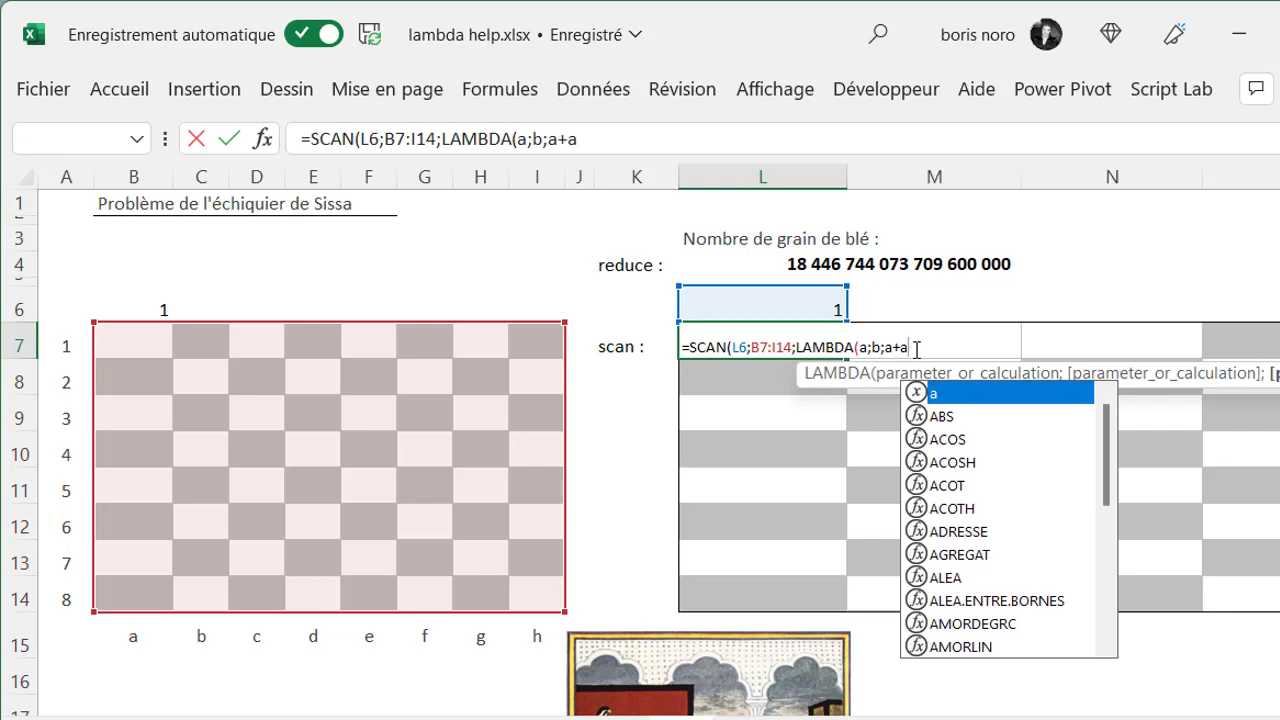 Enregistrement automatique lambda help.xlsx • Enregistré boris noro
Fichier Accueil Insertion Dessin Mise en page Formules Données Révision Affichage Développeur Aide Power Pivot Script Lab
fx =SCAN(L6;B7:I14;LAMBDA(a;b;a+a
A B C D E F G H I J K L M N
1 Problème de l'échiquier de Sissa
3 Nombre de grain de blé :
4 reduce : 18 446 744 073 709 600 000
6 1 1
7 1 scan : =SCAN(L6;B7:I14;LAMBDA(a;b;a+a
8 2 LAMBDA(parameter_or_calculation; [parameter_or_calculation];
a
ABS
9 3 ACOS
10 4 ACOSH
11 5 ACOT
ACOTH
12 6 ADRESSE
AGREGAT
13 7 ALEA
14 8 ALEA.ENTRE.BORNES
AMORDEGRC
15 a b c d e f g h AMORLIN
16